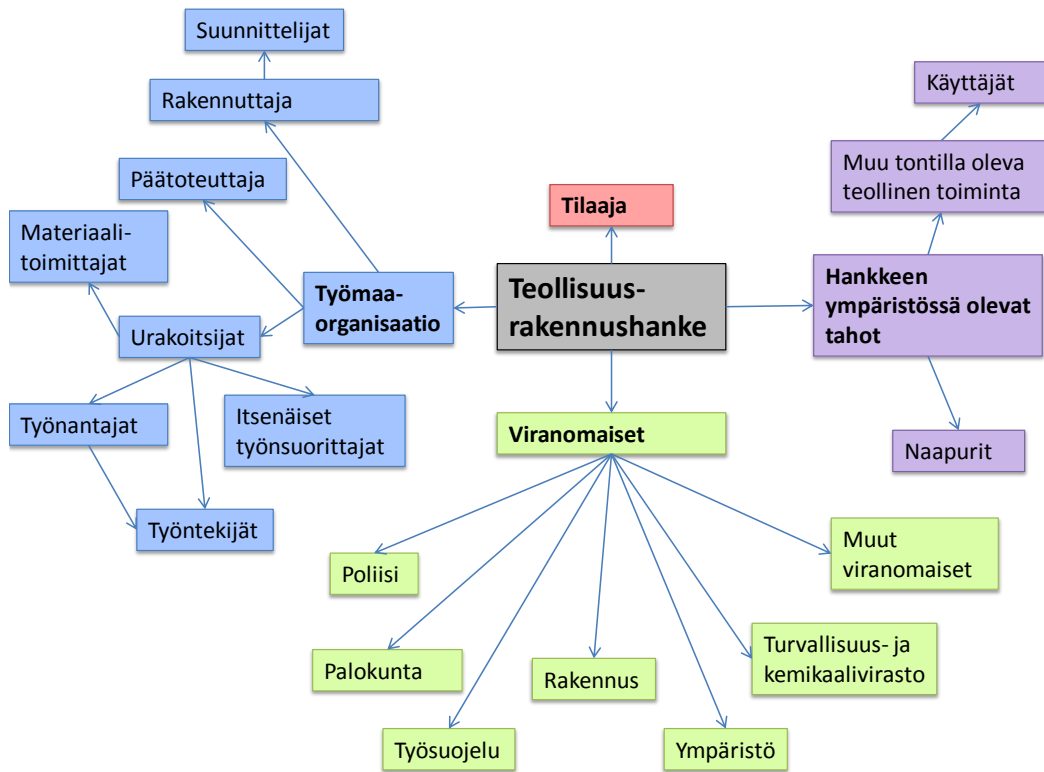 Suunnittelijat
Rakennuttaja
Päätoteuttaja
Materiaali-
toimittajat
Työmaa-
organisaatio
Urakoitsijat
Työnantajat
Itsenäiset
työnsuorittajat
Työntekijät
Tilaaja
Teollisuus-
rakennushanke
Käyttäjät
Muu tontilla oleva
teollinen toiminta
Hankkeen
ympäristössä olevat
tahot
Naapurit
Viranomaiset
Poliisi
Palokunta
Työsuojelu
Rakennus
Ympäristö
Turvallisuus- ja
kemikaalivirasto
Muut
viranomaiset